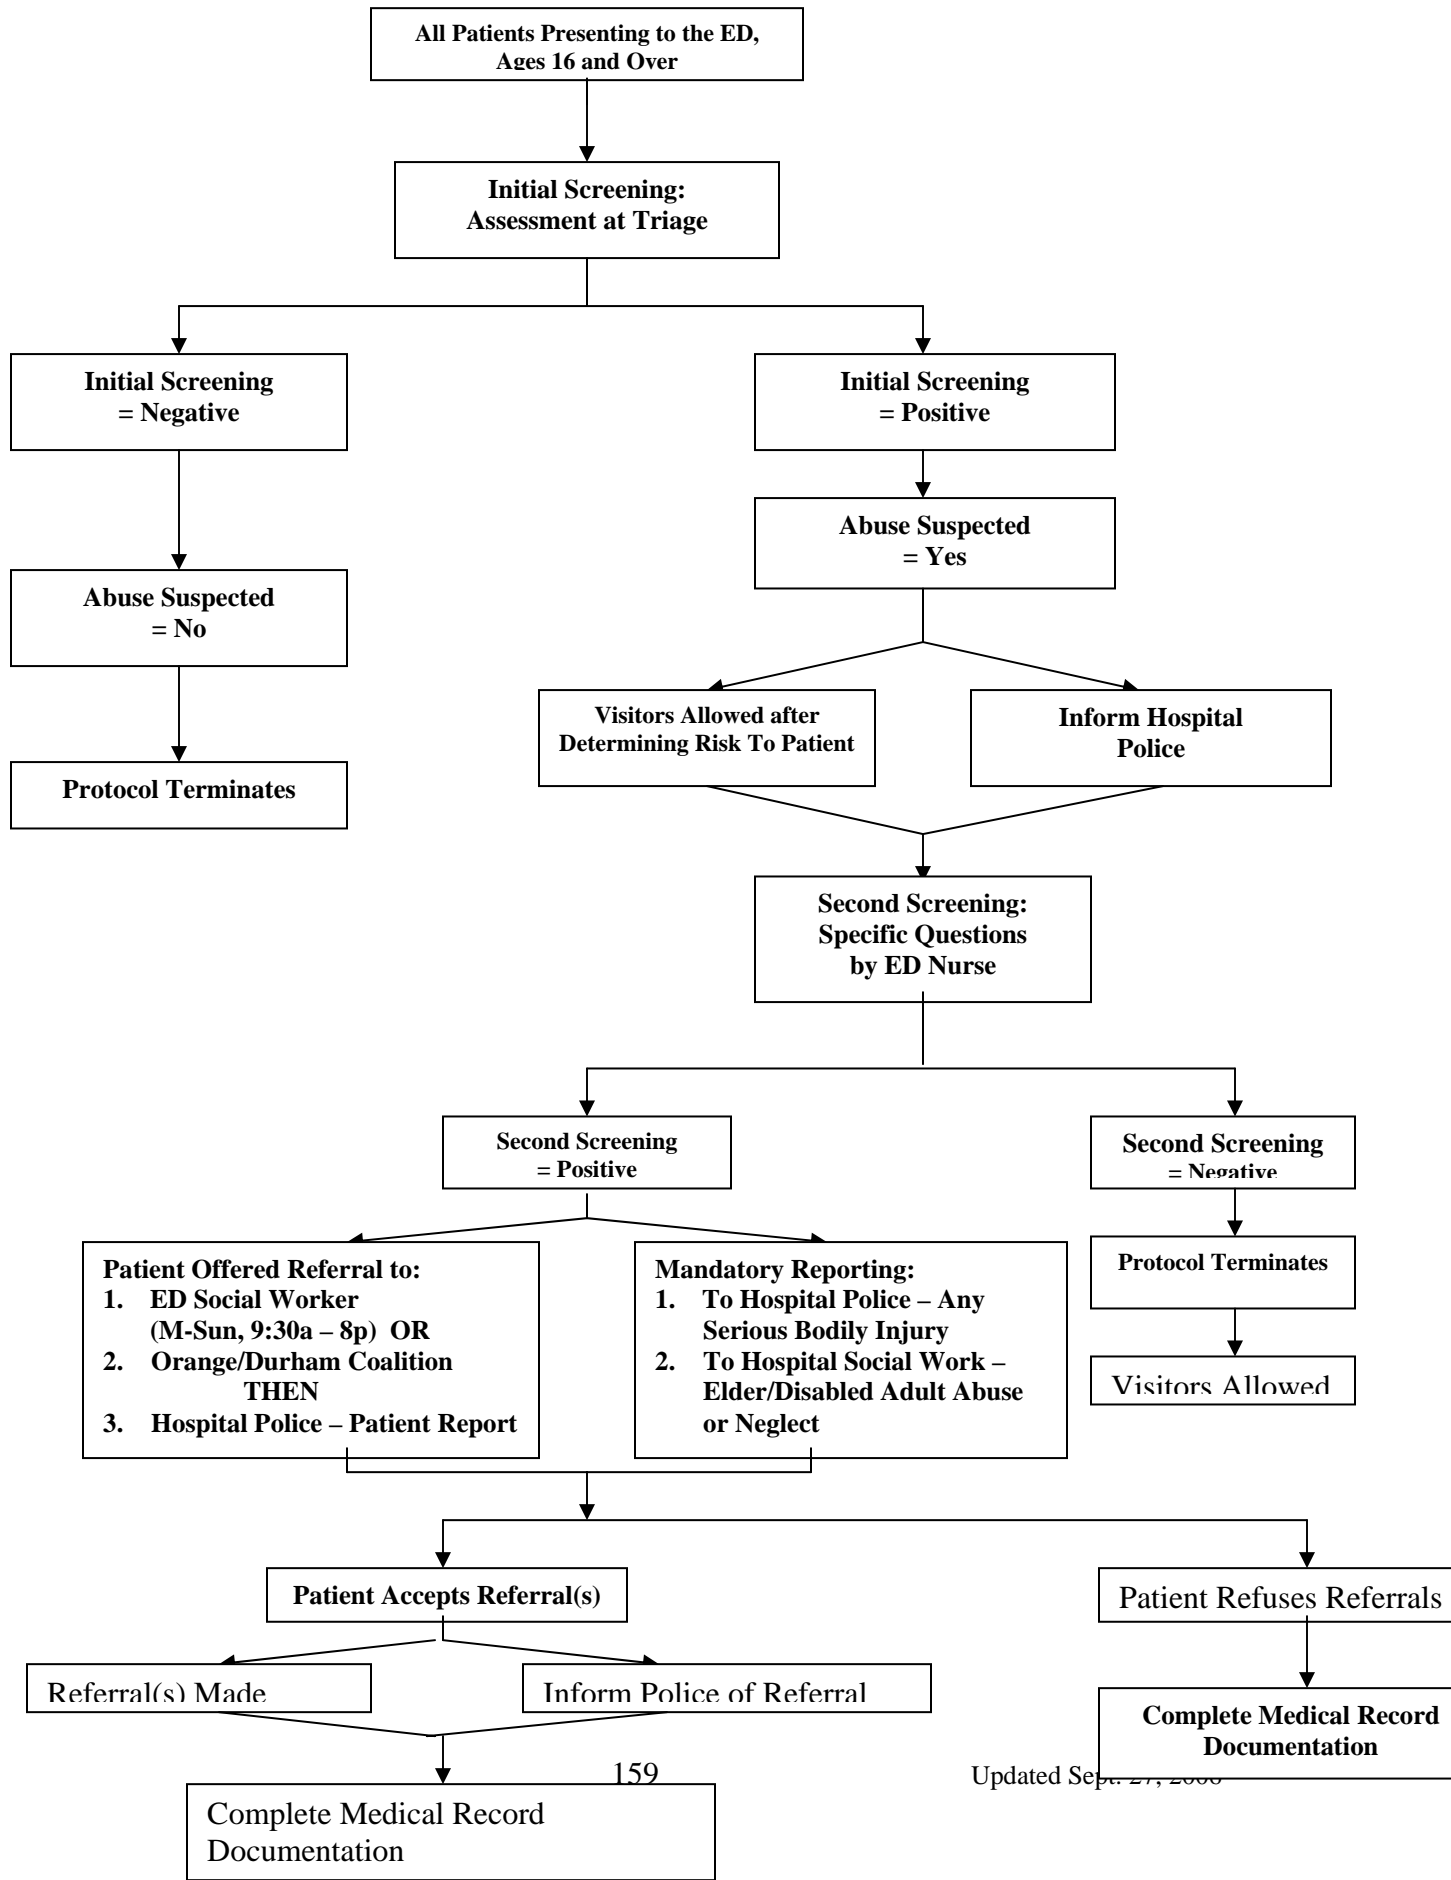 All Patients Presenting to the ED,
Ages 16 and Over
Initial Screening:
Assessment at Triage
Initial Screening
= Negative
Initial Screening
= Positive
Abuse Suspected
= Yes
Abuse Suspected
= No
Visitors Allowed after
Determining Risk To Patient
Inform Hospital
Police
Protocol Terminates
Second Screening:
Specific Questions
by ED Nurse
Second Screening
= Positive
Second Screening
= Negative
Patient Offered Referral to:
1. ED Social Worker
(M-Sun, 9:30a – 8p) OR
2. Orange/Durham Coalition
THEN
3. Hospital Police – Patient Report
Mandatory Reporting:
1. To Hospital Police – Any
Serious Bodily Injury
2. To Hospital Social Work –
Elder/Disabled Adult Abuse
or Neglect
Protocol Terminates
Visitors Allowed
Patient Accepts Referral(s)
Patient Refuses Referrals
Referral(s) Made
Inform Police of Referral
Complete Medical Record
Documentation
159
Updated Sept. 27,
Complete Medical Record
Documentation